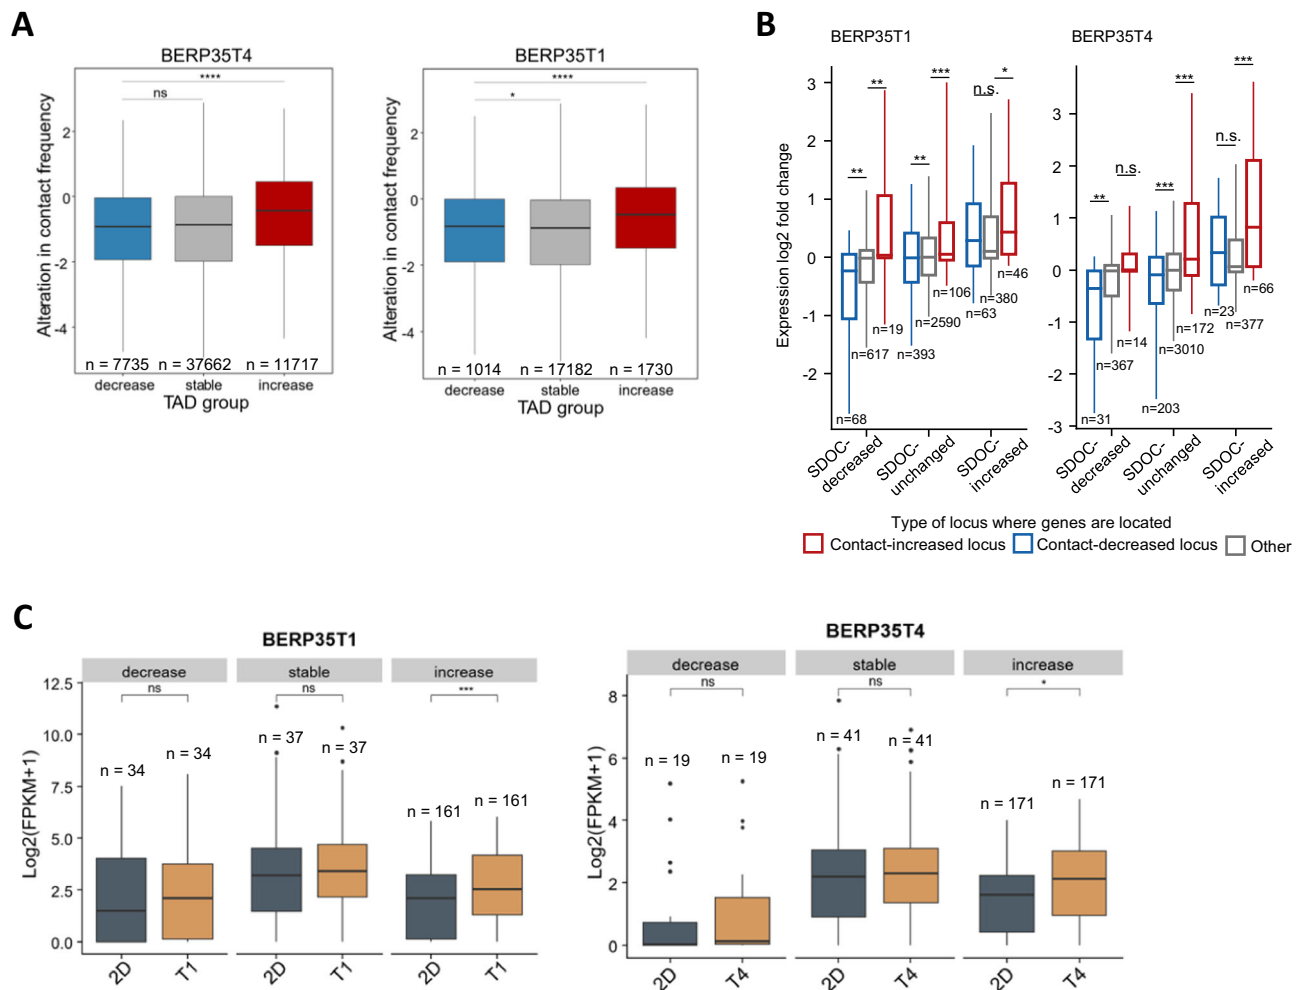 A
BERP35T4
****
ns
Alteration in contact frequency
2
0
-2
-4
n = 7735
n = 37662
n = 11717
decrease
stable
increase
TAD group
BERP35T1
****
*
Alteration in contact frequency
2
0
-2
-4
n = 1014
n = 17182
n = 1730
decrease
stable
increase
TAD group
B
BERP35T1
Expression log2 fold change
3
2
1
0
-1
-2
**
**
**
***
n.s.
*
n=68
n=617
n=19
n=393
n=2590
n=106
n=63
n=380
n=46
SDOC-
decreased
SDOC-
unchanged
SDOC-
increased
BERP35T4
3
2
1
0
-1
-2
-3
**
n.s.
***
***
n.s.
***
n=31
n=367
n=14
n=203
n=3010
n=172
n=23
n=377
n=66
SDOC-
decreased
SDOC-
unchanged
SDOC-
increased
Type of locus where genes are located
Contact-increased locus
Contact-decreased locus
Other
C
BERP35T1
decrease
stable
increase
ns
ns
***
Log2(FPKM+1)
12.5
10.0
7.5
5.0
2.5
0.0
n = 34
n = 34
n = 37
n = 37
n = 161
n = 161
2D
T1
2D
T1
2D
T1
BERP35T4
decrease
stable
increase
ns
ns
*
Log2(FPKM+1)
8
6
4
2
0
n = 19
n = 19
n = 41
n = 41
n = 171
n = 171
2D
T4
2D
T4
2D
T4